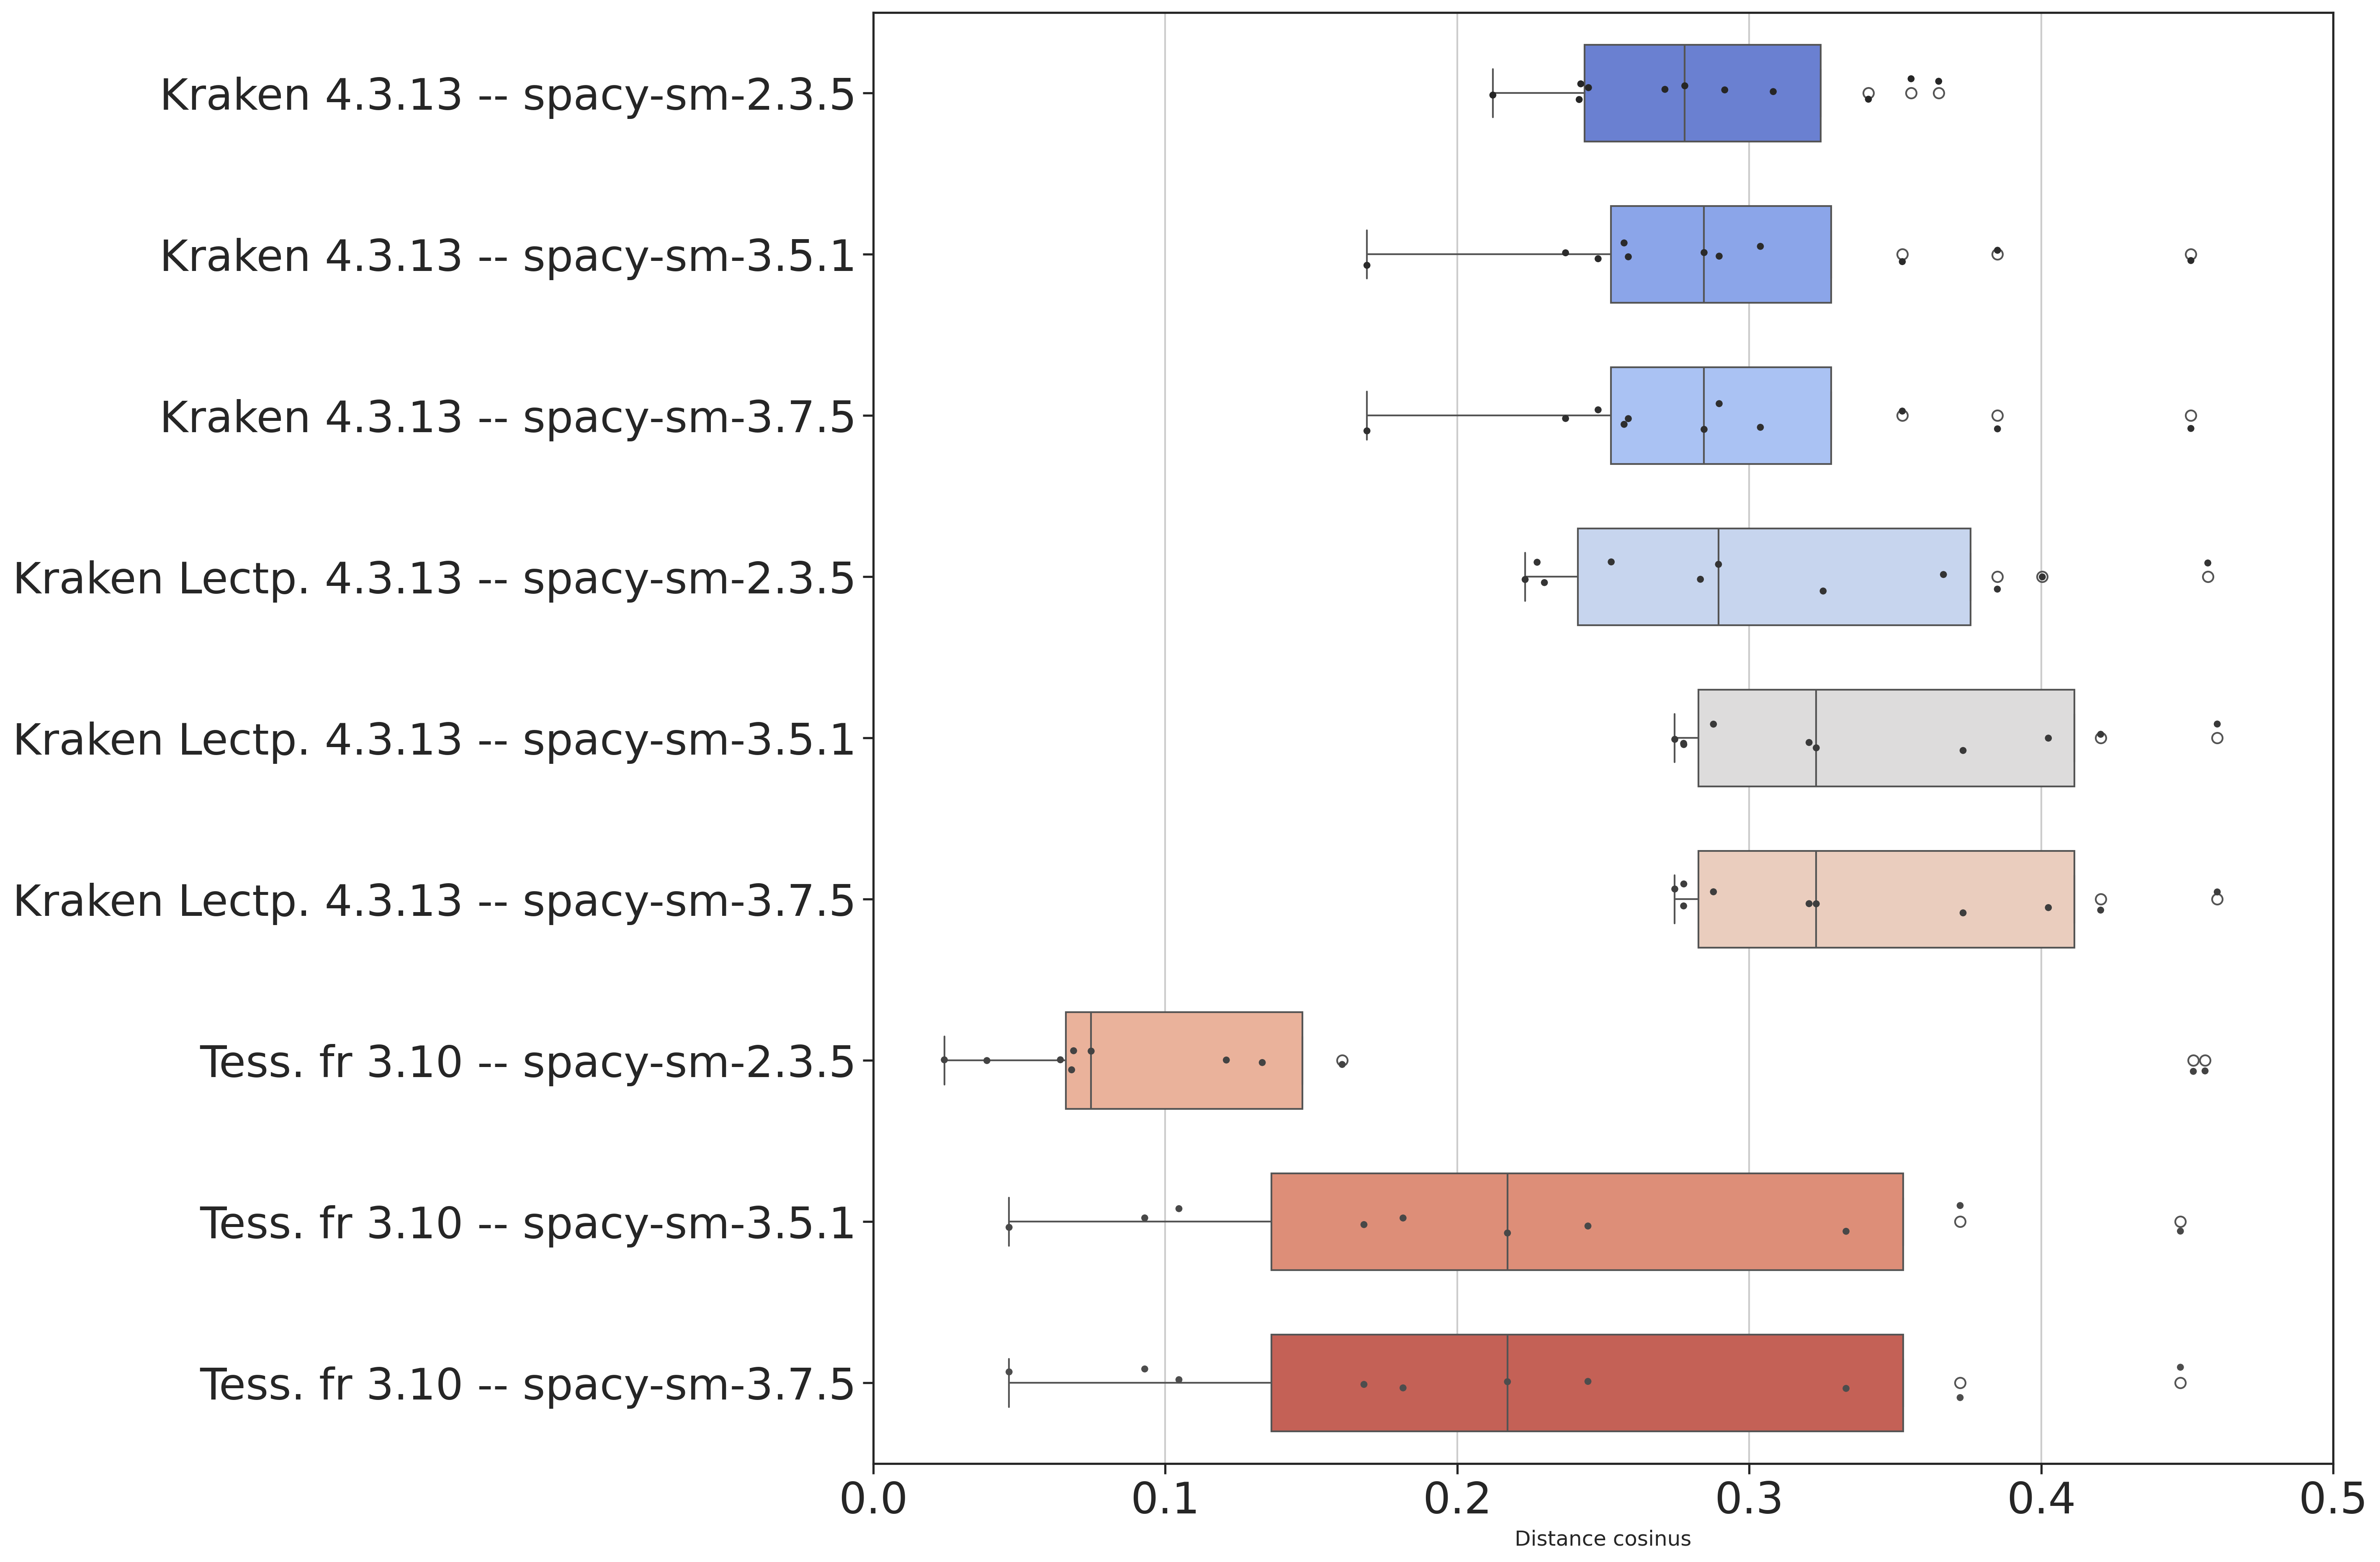 Kraken 4.3.13 -- spacy-sm-2.3.5
Kraken 4.3.13 -- spacy-sm-3.5.1
Kraken 4.3.13 -- spacy-sm-3.7.5
Kraken Lectp. 4.3.13 -- spacy-sm-2.3.5
Kraken Lectp. 4.3.13 -- spacy-sm-3.5.1
Kraken Lectp. 4.3.13 -- spacy-sm-3.7.5
Tess. fr 3.10 -- spacy-sm-2.3.5
Tess. fr 3.10 -- spacy-sm-3.5.1
Tess. fr 3.10 -- spacy-sm-3.7.5
0.0 0.1 0.2 0.3 0.4 0.5
Distance cosinus